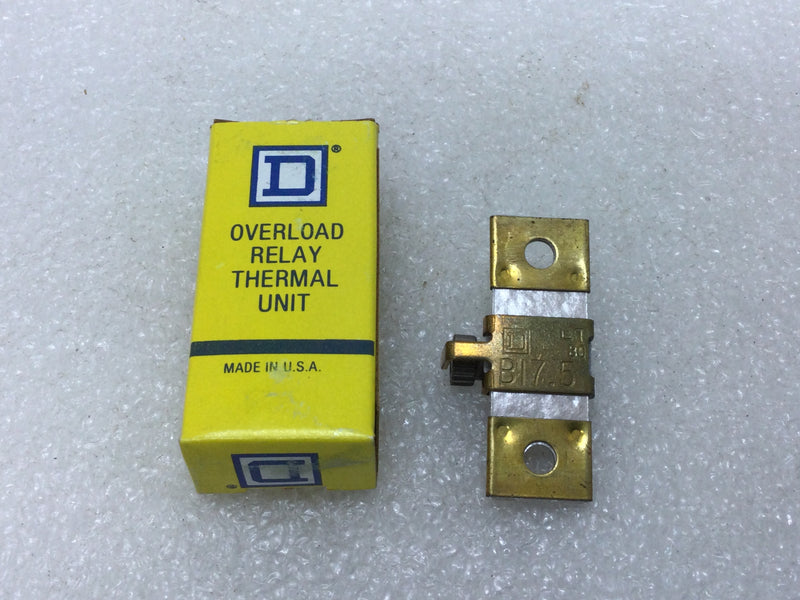 D®
OVERLOAD
RELAY
THERMAL
UNIT
MADE IN U.S.A.
D®
D
B17.5